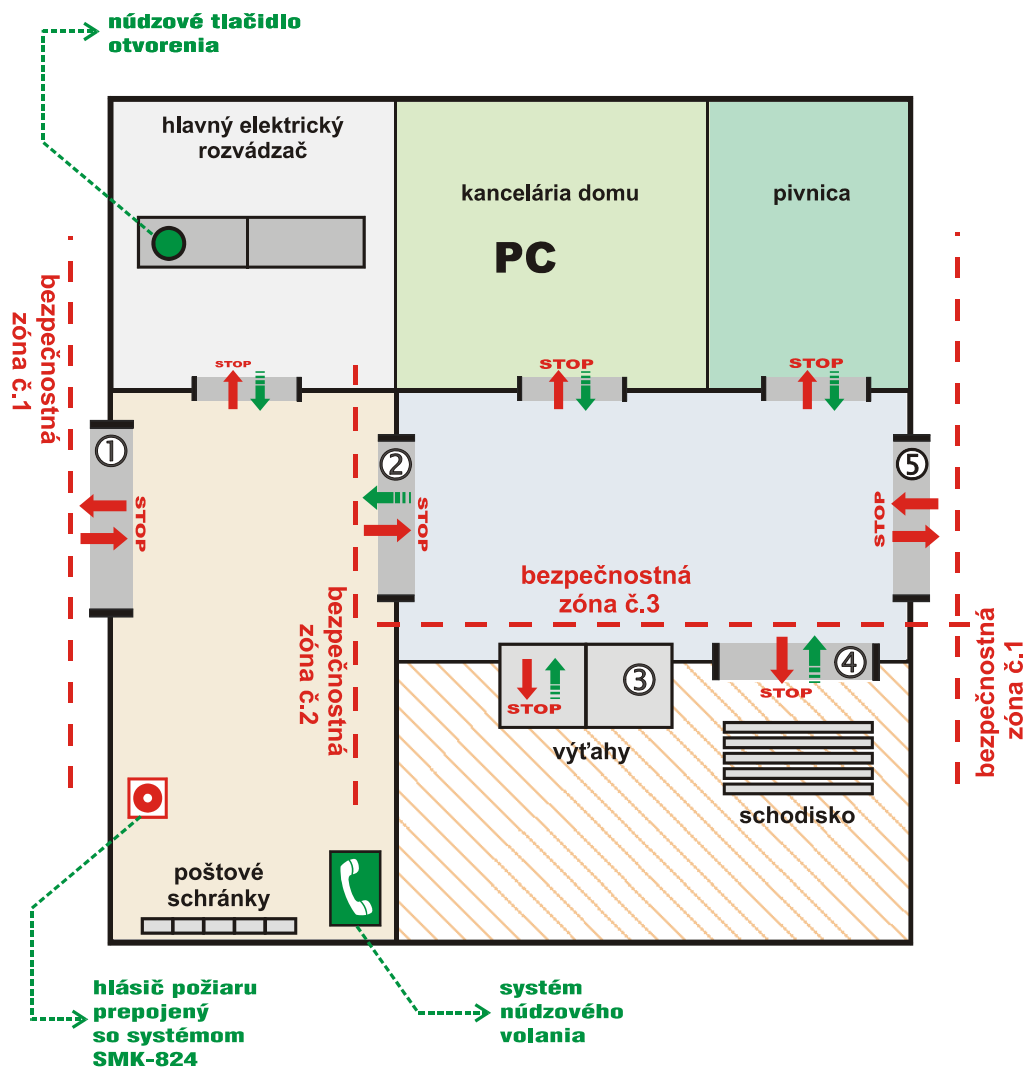 núdzové tlačidlo
otvorenia
hlavný elektrický
rozvádzač
kancelária domu
PC
pivnica
bezpečnostná
zóna č.1
STOP
STOP
STOP
1
STOP
2
STOP
5
STOP
bezpečnostná
zóna č.3
bezpečnostná
zóna č.2
STOP
3
STOP
4
bezpečnostná
zóna č.1
výťahy
schodisko
poštové
schránky
hlásič požiaru
prepojený
so systémom
SMK-824
systém
núdzového
volania